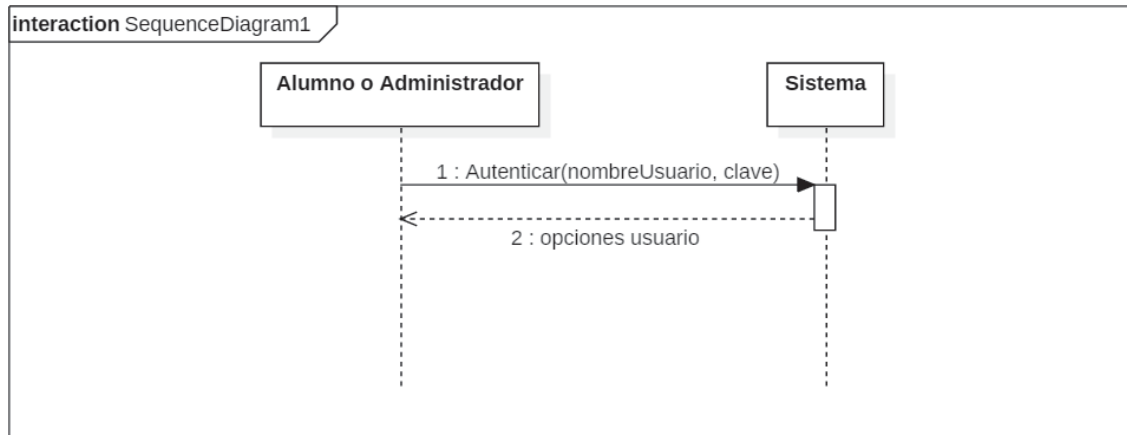 interaction SequenceDiagram1
Alumno o Administrador
Sistema
1 : Autenticar(nombreUsuario, clave)
2 : opciones usuario